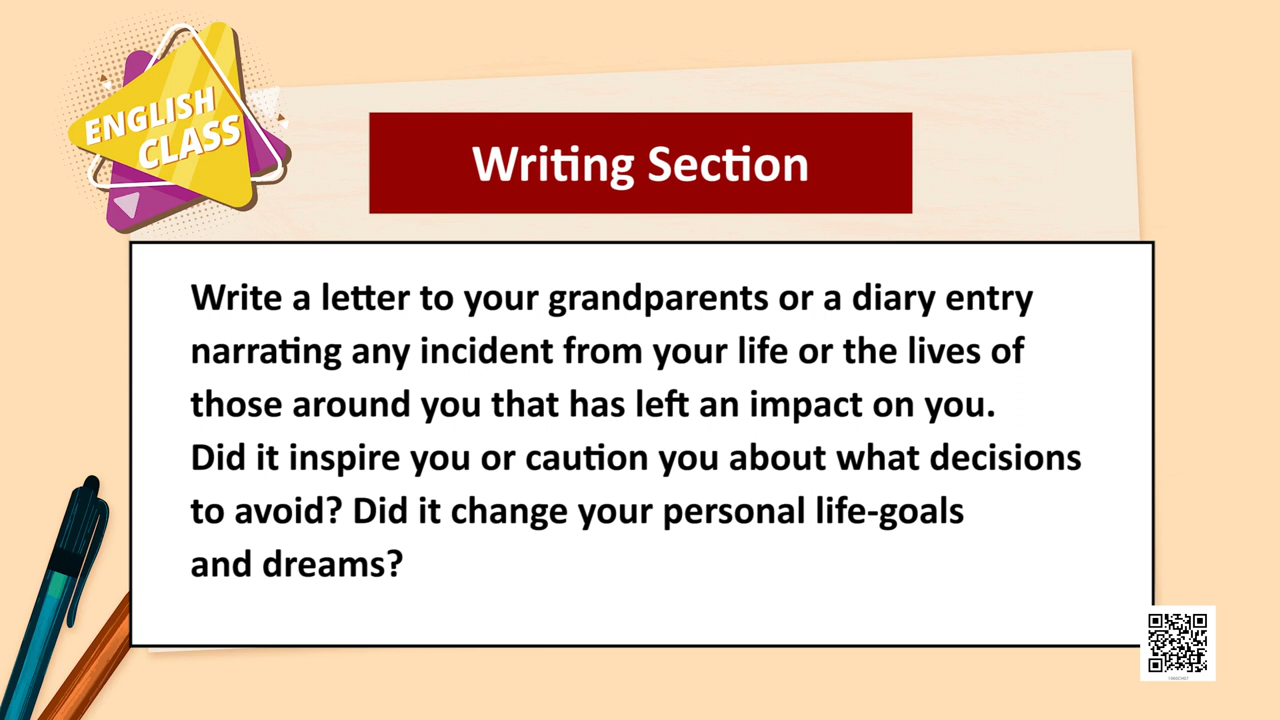 ENGLISH
CLASS
Writing Section
Write a letter to your grandparents or a diary entry
narrating any incident from your life or the lives of
those around you that has left an impact on you.
Did it inspire you or caution you about what decisions
to avoid? Did it change your personal life-goals
and dreams?